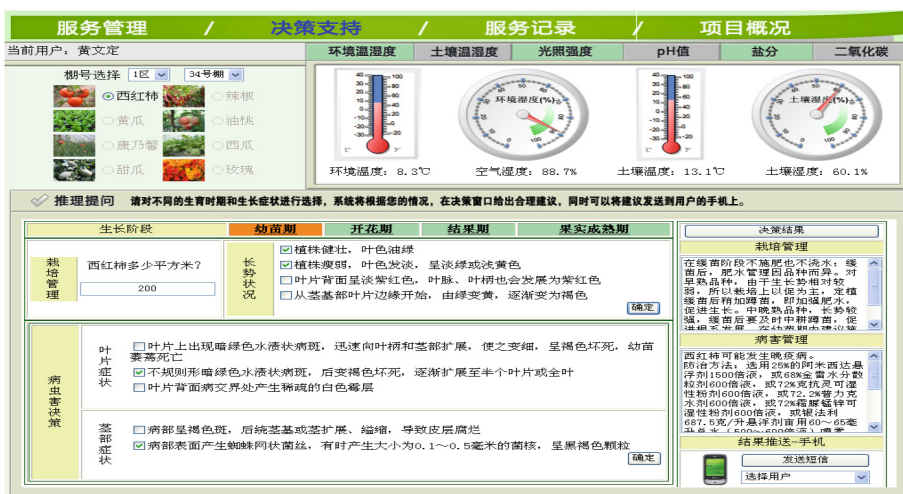 服务管理 / 决策支持 / 服务记录 / 项目概况
当前用户：黄文定
环境温湿度 土壤温湿度 光照强度 pH值 盐分 二氧化碳
棚号选择 1区 34号棚
西红柿 辣椒
黄瓜 油桃
康乃馨 西瓜
甜瓜 玫瑰
环境湿度(%)
土壤湿度(%)
环境温度：8.3℃ 空气湿度：88.7% 土壤温度：13.1℃ 土壤湿度：60.1%
推理提问 请对不同的生育时期和生长症状进行选择，系统将根据您的情况，在决策窗口给出合理建议，同时可以将建议发送到用户的手机上。
生长阶段 幼苗期 开花期 结果期 果实成熟期
栽培管理
西红柿多少平方米？
200
长势状况
植株健壮，叶色油绿
植株瘦弱，叶色发淡，呈淡绿或浅黄色
叶片背面呈淡紫红色，叶脉、叶柄也会发展为紫红色
从茎基部叶片边缘开始，由绿变黄，逐渐变为褐色
确定
病虫害决策
叶片症状
叶片上出现暗绿色水渍状病斑，迅速向叶柄和茎部扩展，使之变细，呈褐色坏死，幼苗
萎蔫死亡
不规则形暗绿色水渍状病斑，后变褐色坏死，逐渐扩展至半个叶片或全叶
叶片背面病交界处产生稀疏的白色霉层
茎部症状
病部呈褐色斑，后绕茎基或茎扩展、缢缩，导致皮层腐烂
病部表面产生蜘蛛网状菌丝，有时产生大小为0.1～0.5毫米的菌核，呈黑褐色颗粒
确定
决策结果
栽培管理
在缓苗阶段不施肥也不浇水；缓
苗后，肥水管理因品种而异。对
早熟品种，由于生长势相对较
弱，所以栽培上以促为主，定植
缓苗后稍加蹲苗，即加强肥水，
促进生长。中晚熟品种，长势较
强，缓苗后要及时中耕蹲苗，促
病害管理
西红柿可能发生晚疫病。
防治方法：选用25%的阿米西达悬
浮剂1500倍液，或68%金雷水分散
粒剂600倍液，或72%克抗灵可湿
性粉剂600倍液，或72.2%普力克
水剂600倍液，或72%霜脲锰锌可
湿性粉剂600倍液，或银法利
687.5克/升悬浮剂亩用60～65毫
结果推送-手机
发送短信
选择用户